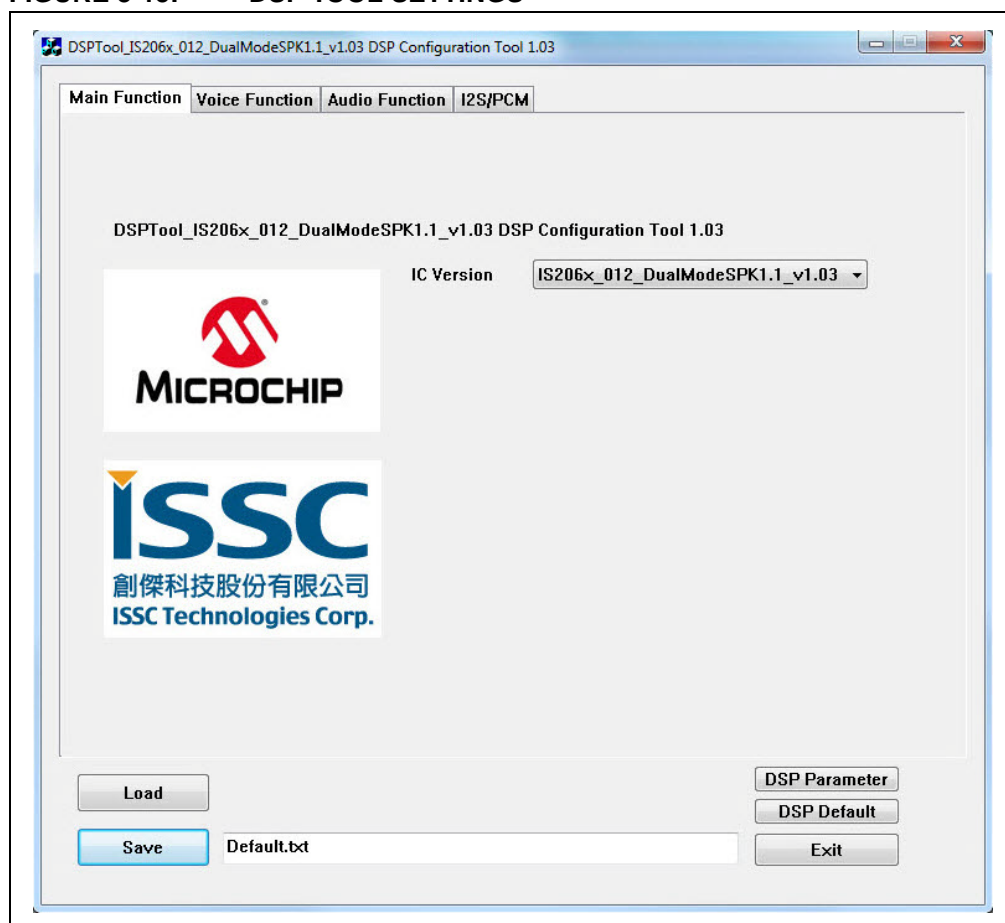 DSPTool_IS206x_012_DualModeSPK1.1_v1.03 DSP Configuration Tool 1.03
Main Function Voice Function Audio Function I2S/PCM
DSPTool_IS206x_012_DualModeSPK1.1_v1.03 DSP Configuration Tool 1.03
IC Version IS206x_012_DualModeSPK1.1_v1.03
MICROCHIP
ISSC
創傑科技股份有限公司
ISSC Technologies Corp.
Load
DSP Parameter
DSP Default
Save Default.txt Exit